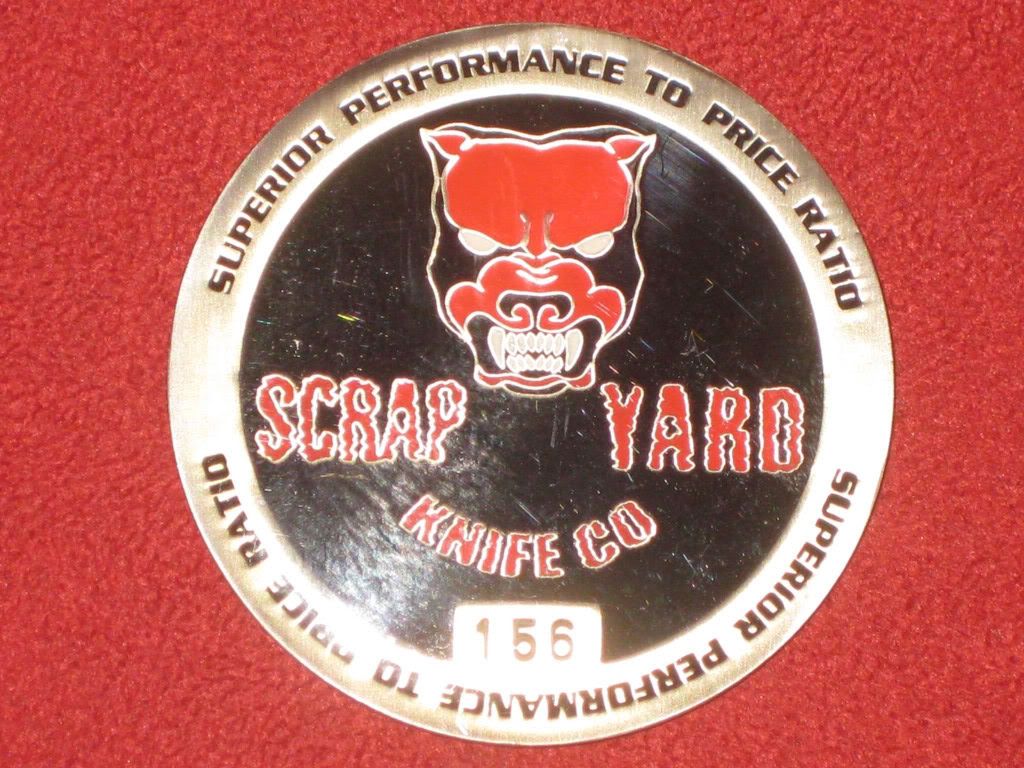 SUPERIOR PERFORMANCE TO PRICE RATIO
SCRAP YARD
KNIFE CO
156
SUPERIOR PERFORMANCE TO PRICE RATIO